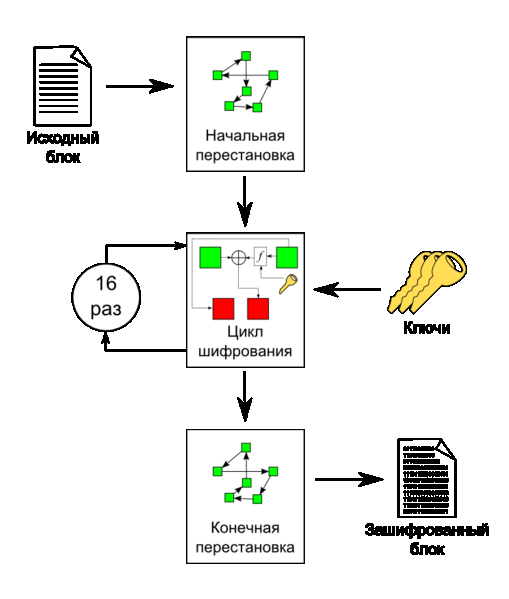 Исходный
блок
Начальная
перестановка
16
раз
f
Цикл
шифрования
Ключи
Конечная
перестановка
Зашифрованный
блок